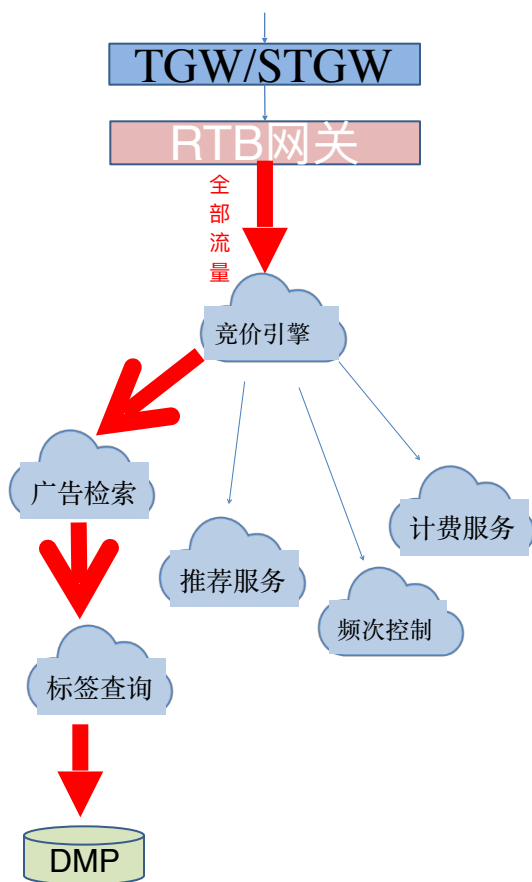 TGW/STGW
RTB网关
全
部
流
量
竞价引擎
广告检索
计费服务
推荐服务
频次控制
标签查询
DMP